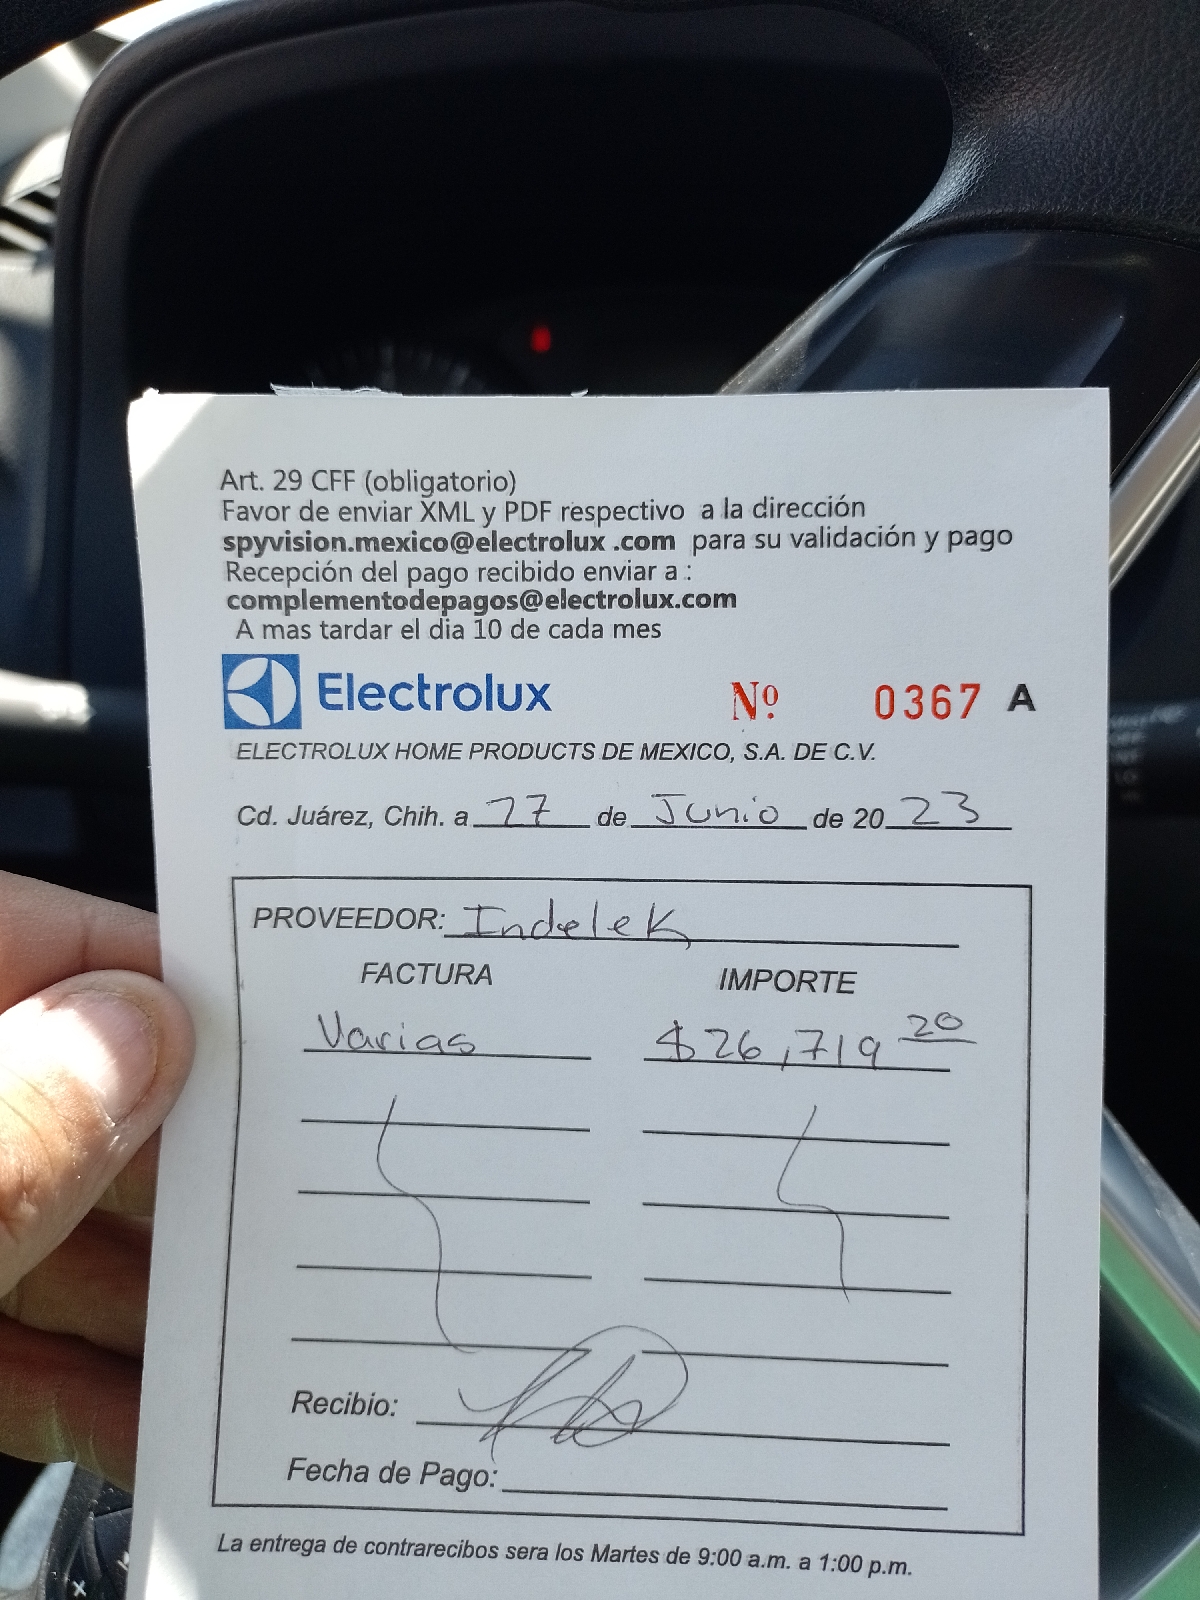 Art. 29 CFF (obligatorio)
Favor de enviar XML y PDF respectivo a la dirección
spyvision.mexico@electrolux .com para su validación y pago
Recepción del pago recibido enviar a :
complementodepagos@electrolux.com
A mas tardar el dia 10 de cada mes
Electrolux Nº 0367 A
ELECTROLUX HOME PRODUCTS DE MEXICO, S.A. DE C.V.
Cd. Juárez, Chih. a 27 de Junio de 2023
PROVEEDOR: Indelek
FACTURA IMPORTE
Varias $26,719 20
Recibio:
Fecha de Pago:
La entrega de contrarecibos sera los Martes de 9:00 a.m. a 1:00 p.m.